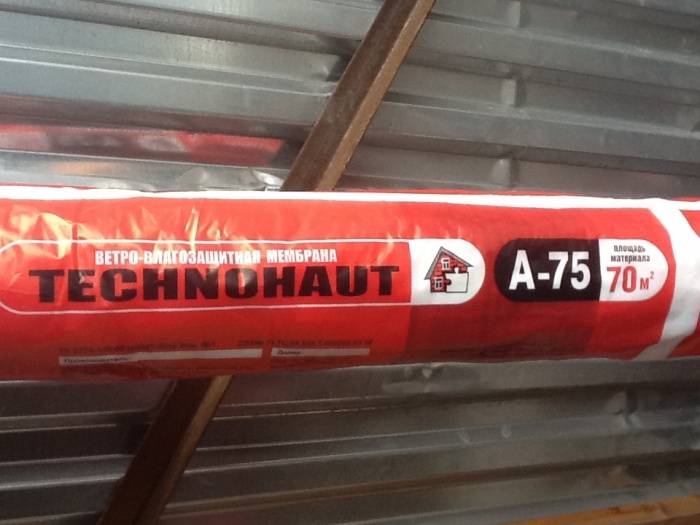 ВЕТРО-ВЛАГОЗАЩИТНАЯ МЕМБРАНА
TECHNOHAUT
А-75
площадь
материала
70 м²